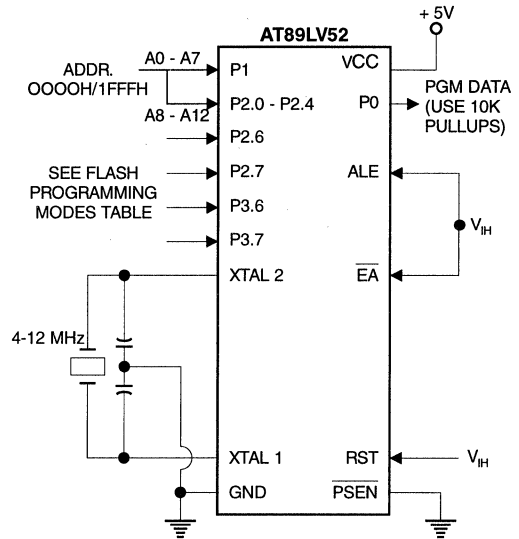 + 5V
AT89LV52
A0 - A7
ADDR.
OOOOH/1FFFH
A8 - A12
P1
VCC
P2.0 - P2.4
P0
PGM DATA
(USE 10K
PULLUPS)
P2.6
SEE FLASH
PROGRAMMING
MODES TABLE
P2.7
ALE
P3.6
VIH
P3.7
XTAL 2
EA
4-12 MHz
XTAL 1
RST
VIH
GND
PSEN